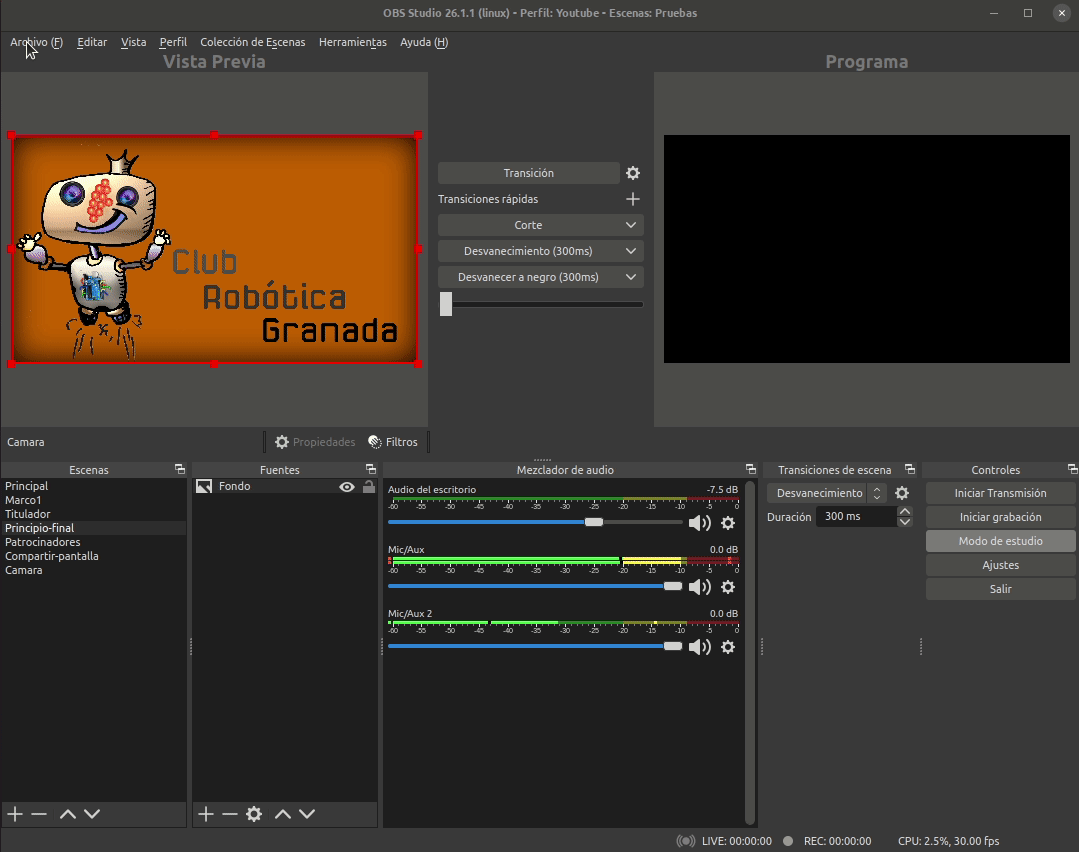 OBS Studio 26.1.1 (linux) - Perfil: Youtube - Escenas: Pruebas
Archivo (F) Editar Vista Perfil Colección de Escenas Herramientas Ayuda (H)
Vista Previa
Programa
Club
Robótica
Granada
Transición
Transiciones rápidas
Corte
Desvanecimiento (300ms)
Desvanecer a negro (300ms)
Camara
Propiedades
Filtros
Escenas
Principal
Marco1
Titulador
Principio-final
Patrocinadores
Compartir-pantalla
Camara
Fuentes
Fondo
Mezclador de audio
Audio del escritorio -7.5 dB
-60 -55 -50 -45 -40 -35 -30 -25 -20 -15 -10 -5 0
Mic/Aux 0.0 dB
-60 -55 -50 -45 -40 -35 -30 -25 -20 -15 -10 -5 0
Mic/Aux 2 0.0 dB
-60 -55 -50 -45 -40 -35 -30 -25 -20 -15 -10 -5 0
Transiciones de escena
Desvanecimiento
Duración 300 ms
Controles
Iniciar Transmisión
Iniciar grabación
Modo de estudio
Ajustes
Salir
LIVE: 00:00:00 REC: 00:00:00 CPU: 2.5%, 30.00 fps